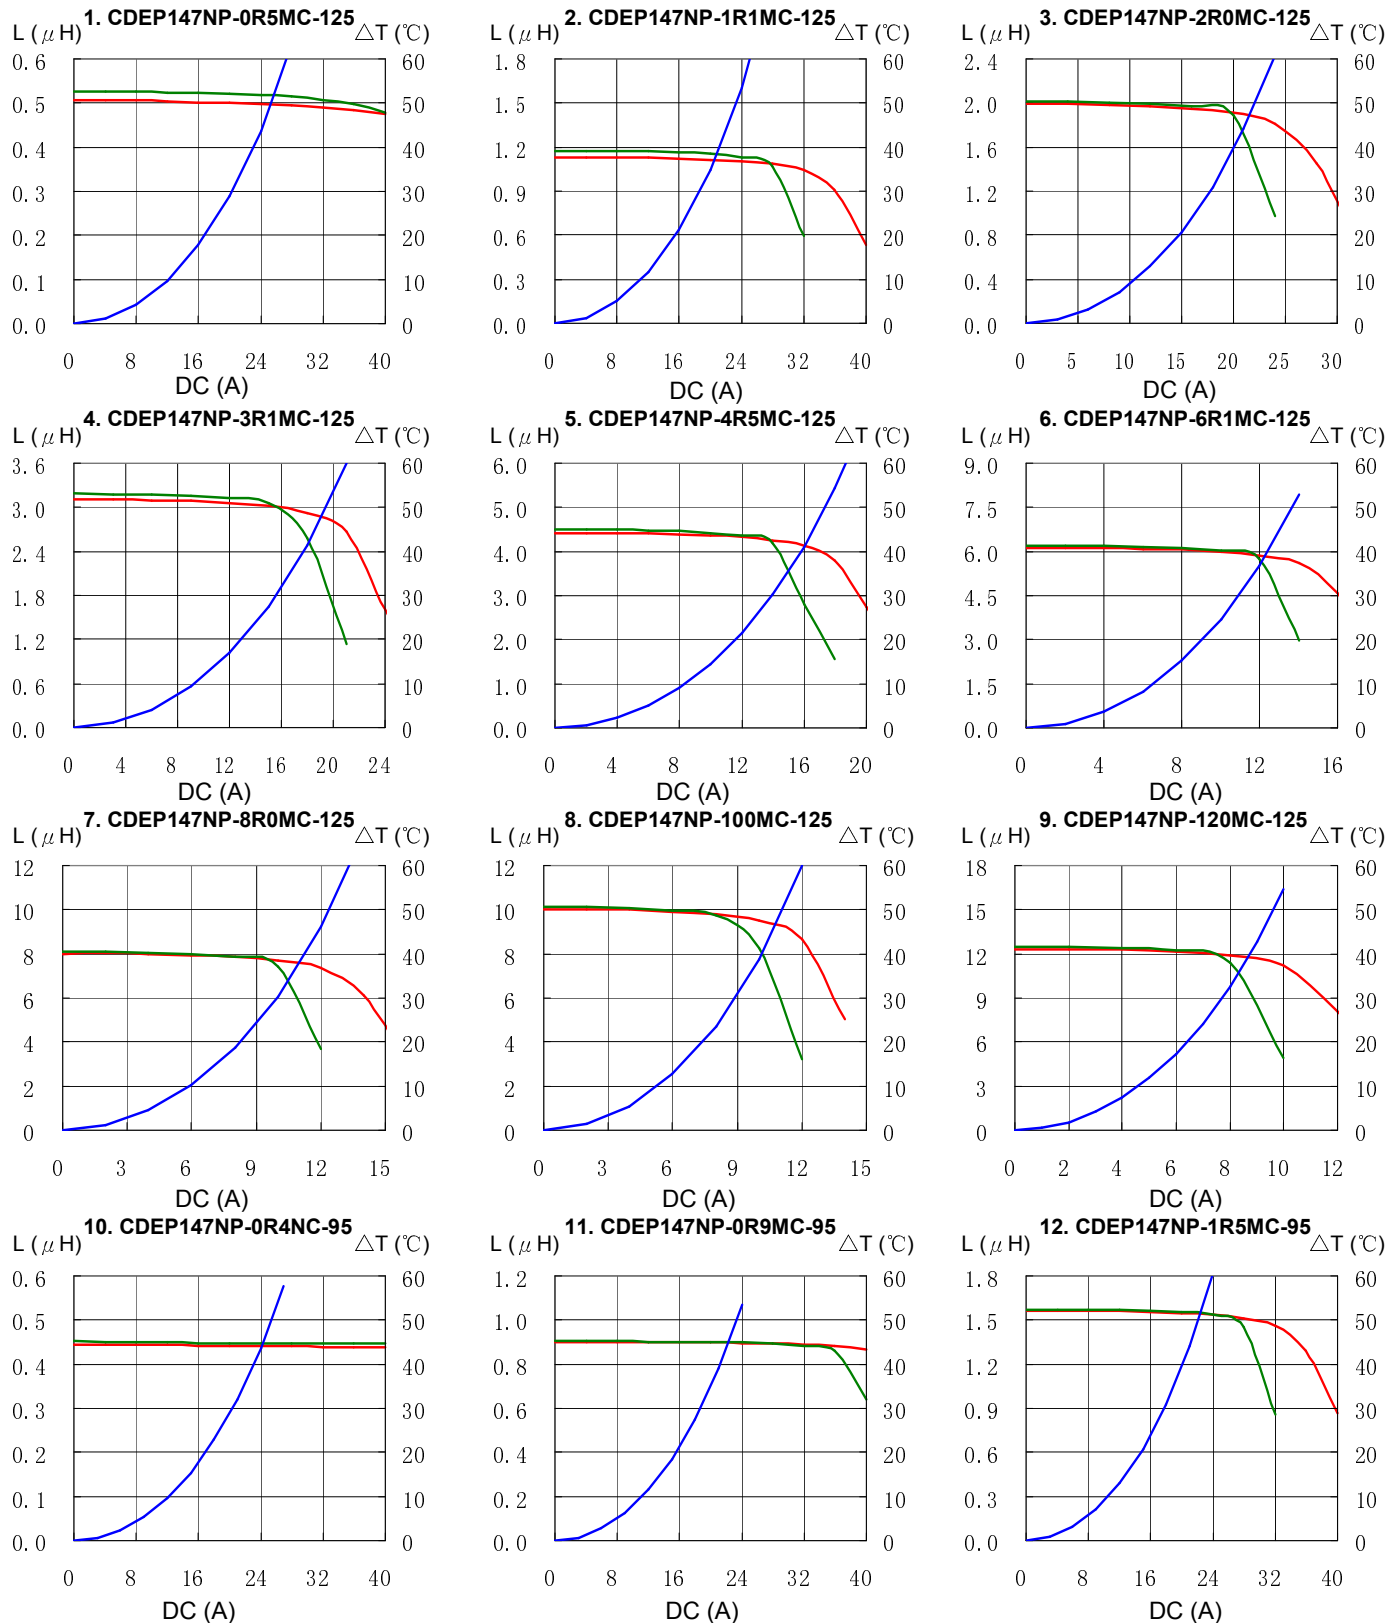 1. CDEP147NP-0R5MC-125
L (μH) △T (℃)
0.6 60
0.5 50
0.4 40
0.3 30
0.2 20
0.1 10
0.0 0
0 8 16 24 32 40
DC (A)
2. CDEP147NP-1R1MC-125
L (μH) △T (℃)
1.8 60
1.5 50
1.2 40
0.9 30
0.6 20
0.3 10
0.0 0
0 8 16 24 32 40
DC (A)
3. CDEP147NP-2R0MC-125
L (μH) △T (℃)
2.4 60
2.0 50
1.6 40
1.2 30
0.8 20
0.4 10
0.0 0
0 5 10 15 20 25 30
DC (A)
4. CDEP147NP-3R1MC-125
L (μH) △T (℃)
3.6 60
3.0 50
2.4 40
1.8 30
1.2 20
0.6 10
0.0 0
0 4 8 12 16 20 24
DC (A)
5. CDEP147NP-4R5MC-125
L (μH) △T (℃)
6.0 60
5.0 50
4.0 40
3.0 30
2.0 20
1.0 10
0.0 0
0 4 8 12 16 20
DC (A)
6. CDEP147NP-6R1MC-125
L (μH) △T (℃)
9.0 60
7.5 50
6.0 40
4.5 30
3.0 20
1.5 10
0.0 0
0 4 8 12 16
DC (A)
7. CDEP147NP-8R0MC-125
L (μH) △T (℃)
12 60
10 50
8 40
6 30
4 20
2 10
0 0
0 3 6 9 12 15
DC (A)
8. CDEP147NP-100MC-125
L (μH) △T (℃)
12 60
10 50
8 40
6 30
4 20
2 10
0 0
0 3 6 9 12 15
DC (A)
9. CDEP147NP-120MC-125
L (μH) △T (℃)
18 60
15 50
12 40
9 30
6 20
3 10
0 0
0 2 4 6 8 10 12
DC (A)
10. CDEP147NP-0R4NC-95
L (μH) △T (℃)
0.6 60
0.5 50
0.4 40
0.3 30
0.2 20
0.1 10
0.0 0
0 8 16 24 32 40
DC (A)
11. CDEP147NP-0R9MC-95
L (μH) △T (℃)
1.2 60
1.0 50
0.8 40
0.6 30
0.4 20
0.2 10
0.0 0
0 8 16 24 32 40
DC (A)
12. CDEP147NP-1R5MC-95
L (μH) △T (℃)
1.8 60
1.5 50
1.2 40
0.9 30
0.6 20
0.3 10
0.0 0
0 8 16 24 32 40
DC (A)